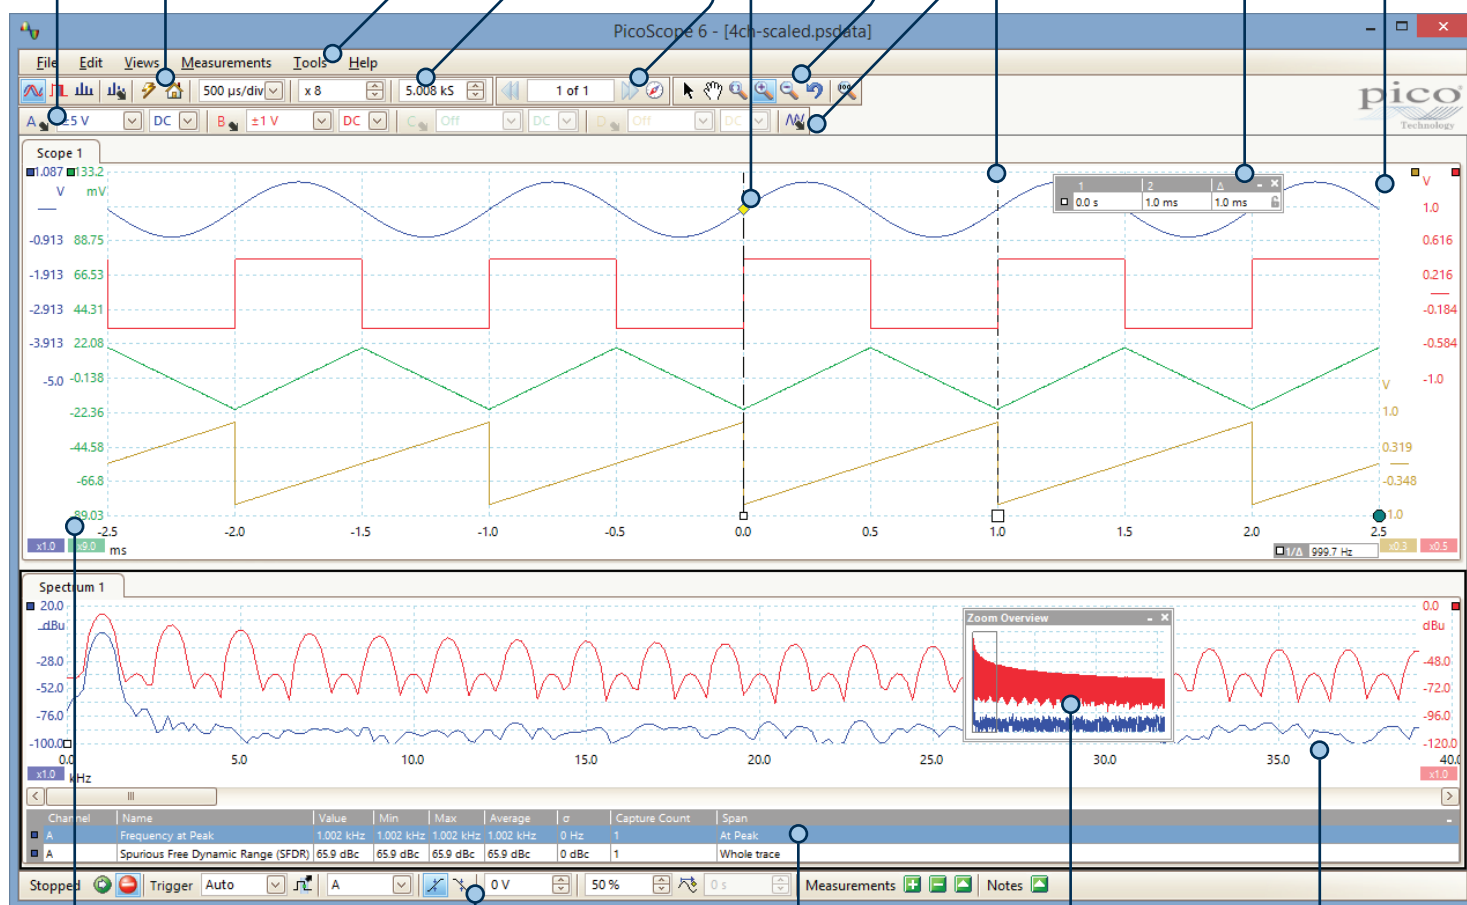 PicoScope 6 - [4ch-scaled.psdata]
File Edit Views Measurements Tools Help
500 µs/div x 8 5.008 kS 1 of 1
pico
Technology
A ±5 V DC B ±1 V DC C Off DC D Off DC
Scope 1
1.087 133.2
V mV V
1 2 Δ
0.0 s 1.0 ms 1.0 ms
1.0
-0.913 88.75 0.616
-1.913 66.53 0.216
-2.913 44.31 -0.184
-3.913 22.08 -0.584
-5.0 -0.138 -1.0
V
-22.36 1.0
-44.58 0.319
-66.8 -0.348
89.03 1.0
-2.5 -2.0 -1.5 -1.0 -0.5 0.0 0.5 1.0 1.5 2.0 2.5
x1.0 x9.0 ms 1/Δ 999.7 Hz x0.3 x0.5
Spectrum 1
20.0 0.0
dBu Zoom Overview dBu
-28.0 -48.0
-52.0 -72.0
-76.0 -96.0
-100.0 -120.0
0.0 5.0 10.0 15.0 20.0 25.0 30.0 35.0 40.0
x1.0 kHz x1.0
Channel Name Value Min Max Average σ Capture Count Span
A Frequency at Peak 1.002 kHz 1.002 kHz 1.002 kHz 1.002 kHz 0 Hz 1 At Peak
A Spurious Free Dynamic Range (SFDR) 65.9 dBc 65.9 dBc 65.9 dBc 65.9 dBc 0 dBc 1 Whole trace
Stopped Trigger Auto A 0 V 50 % 0 s Measurements Notes